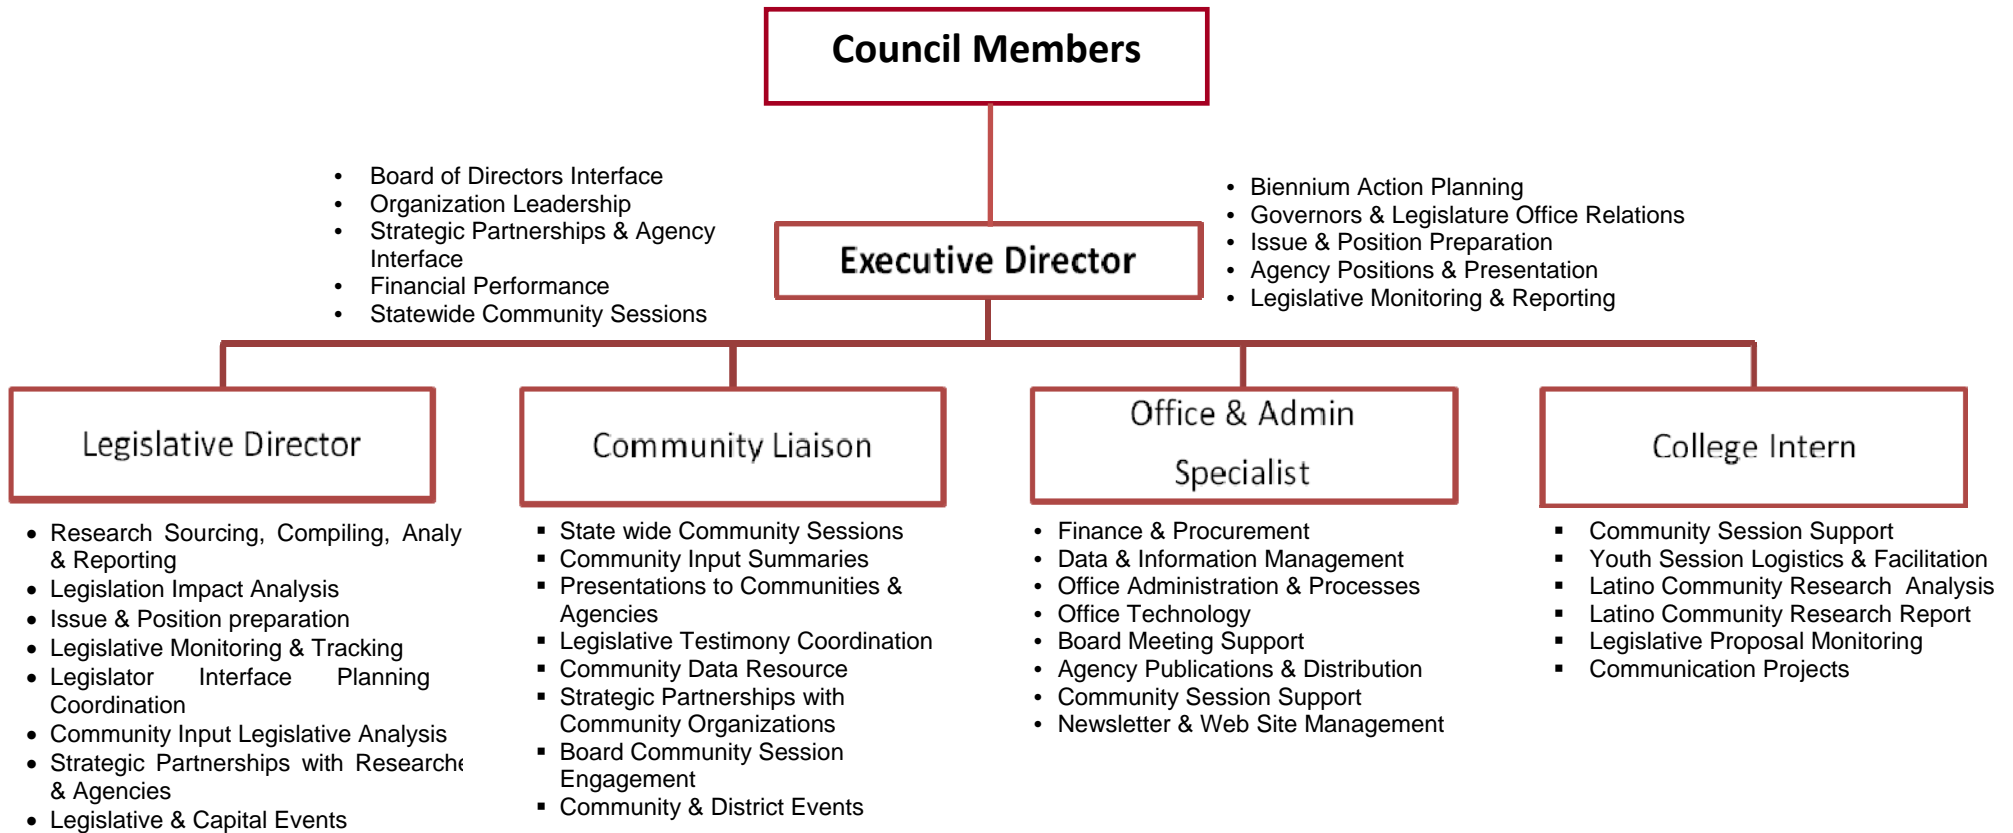 Council Members
• Board of Directors Interface
• Organization Leadership
• Strategic Partnerships & Agency
Interface
• Financial Performance
• Statewide Community Sessions
Executive Director
• Biennium Action Planning
• Governors & Legislature Office Relations
• Issue & Position Preparation
• Agency Positions & Presentation
• Legislative Monitoring & Reporting
Legislative Director
• Research Sourcing, Compiling, Analy
& Reporting
• Legislation Impact Analysis
• Issue & Position preparation
• Legislative Monitoring & Tracking
• Legislator Interface Planning
Coordination
• Community Input Legislative Analysis
• Strategic Partnerships with Researche
& Agencies
• Legislative & Capital Events
Community Liaison
▪ State wide Community Sessions
▪ Community Input Summaries
▪ Presentations to Communities &
Agencies
▪ Legislative Testimony Coordination
▪ Community Data Resource
▪ Strategic Partnerships with
Community Organizations
▪ Board Community Session
Engagement
▪ Community & District Events
Office & Admin
Specialist
• Finance & Procurement
• Data & Information Management
• Office Administration & Processes
• Office Technology
• Board Meeting Support
• Agency Publications & Distribution
• Community Session Support
• Newsletter & Web Site Management
College Intern
▪ Community Session Support
▪ Youth Session Logistics & Facilitation
▪ Latino Community Research Analysis
▪ Latino Community Research Report
▪ Legislative Proposal Monitoring
▪ Communication Projects